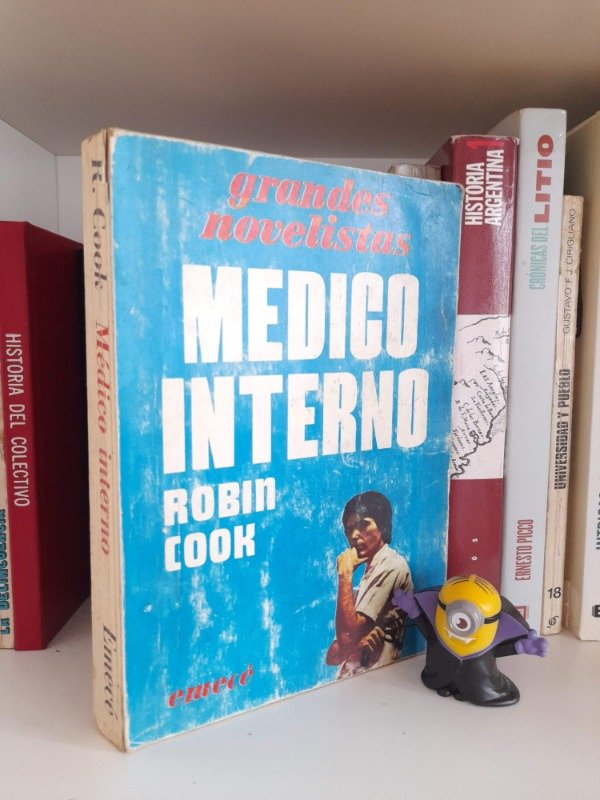 grandes
novelistas
MEDICO
INTERNO
ROBIN
COOK
emecé
R. Cook Médico interno Emecé
HISTORIA DEL COLECTIVO
HISTORIA
ARGENTINA 1
CRÓNICAS DEL LITIO
ERNESTO PICCO
GUSTAVO F. J. CIRIGLIANO
UNIVERSIDAD Y PUEBLO
18